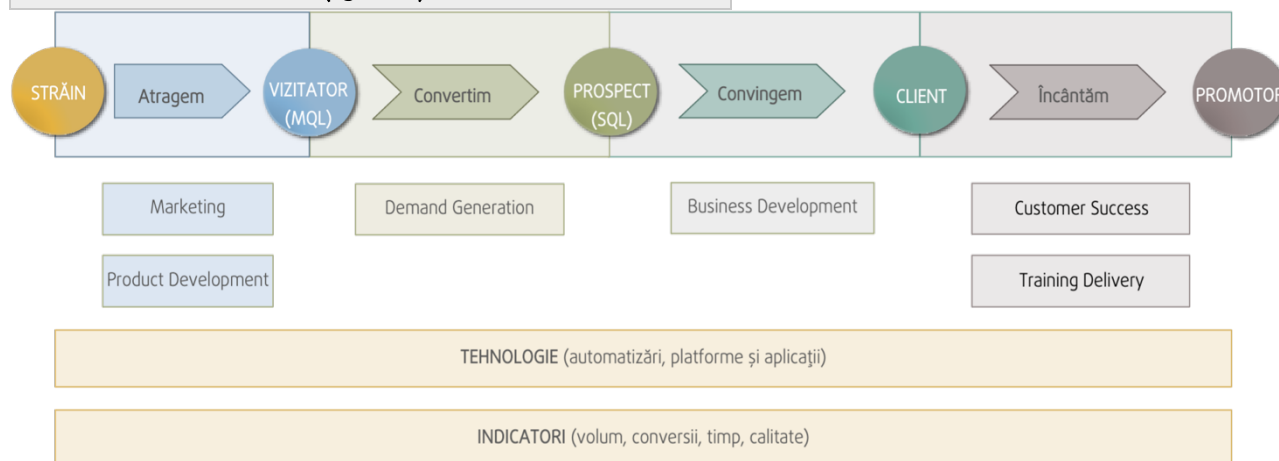 STRĂIN
Atragem
VIZITATOR
(MQL)
Convertim
PROSPECT
(SQL)
Convingem
CLIENT
Încântăm
PROMOTOR
Marketing
Demand Generation
Business Development
Customer Success
Product Development
Training Delivery
TEHNOLOGIE (automatizări, platforme și aplicaţii)
INDICATORI (volum, conversii, timp, calitate)